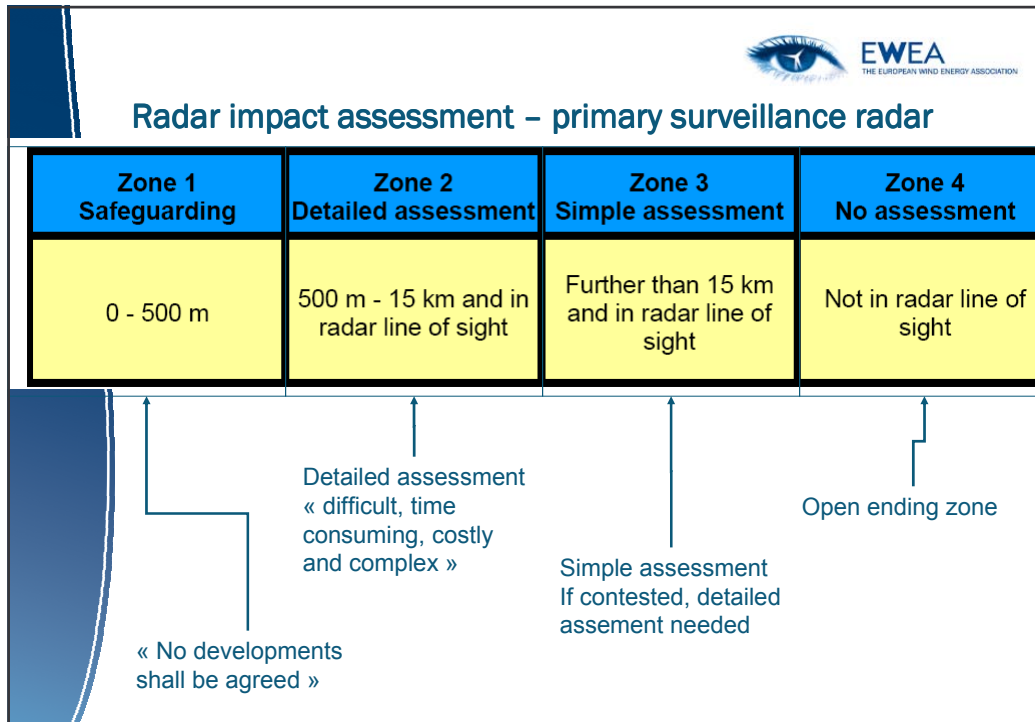 EWEA
THE EUROPEAN WIND ENERGY ASSOCIATION
Radar impact assessment – primary surveillance radar
Zone 1
Safeguarding
Zone 2
Detailed assessment
Zone 3
Simple assessment
Zone 4
No assessment
0 - 500 m
500 m - 15 km and in
radar line of sight
Further than 15 km
and in radar line of
sight
Not in radar line of
sight
Detailed assessment
« difficult, time
consuming, costly
and complex »
Open ending zone
Simple assessment
If contested, detailed
assement needed
« No developments
shall be agreed »